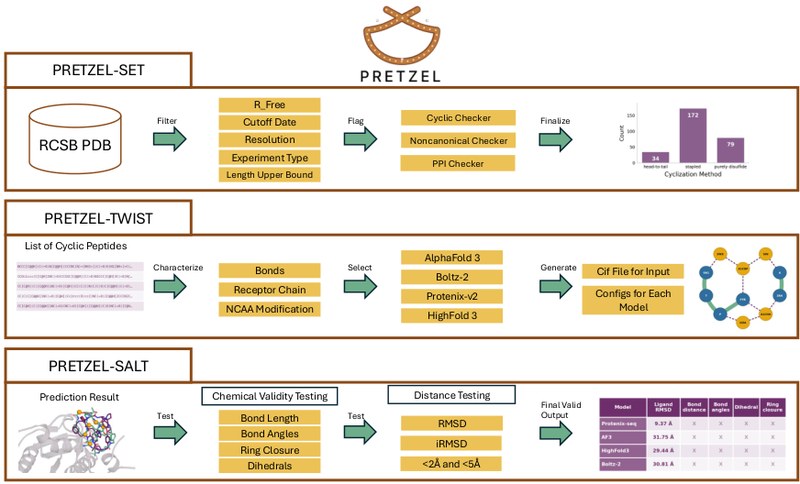 PRETZEL
PRETZEL-SET
RCSB PDB
Filter
R_Free
Cutoff Date
Resolution
Experiment Type
Length Upper Bound
Flag
Cyclic Checker
Noncanonical Checker
PPI Checker
Finalize
Count
150
100
50
0
34
172
79
head-to-tail
stapled
purely disulfide
Cyclization Method
PRETZEL-TWIST
List of Cyclic Peptides
Characterize
Bonds
Receptor Chain
NCAA Modification
Select
AlphaFold 3
Boltz-2
Protenix-v2
HighFold 3
Generate
Cif File for Input
Configs for Each
Model
PRETZEL-SALT
Prediction Result
Test
Chemical Validity Testing
Bond Length
Bond Angles
Ring Closure
Dihedrals
Test
Distance Testing
RMSD
iRMSD
<2Å and <5Å
Final Valid
Output
Model Ligand RMSD Bond distance Bond angles Dihedral Ring closure
Protenix-seq 9.37 Å X X X X
AF3 31.75 Å X X X X
HighFold3 29.44 Å X X X X
Boltz-2 30.81 Å X X X X